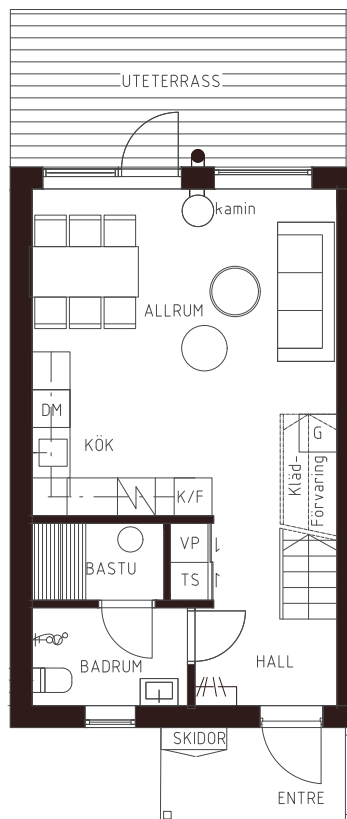 UTETERRASS
kamin
ALLRUM
DM
G
KÖK
Kläd-
Förvaring
K/F
VP
BASTU
TS
BADRUM
HALL
SKIDOR
ENTRE